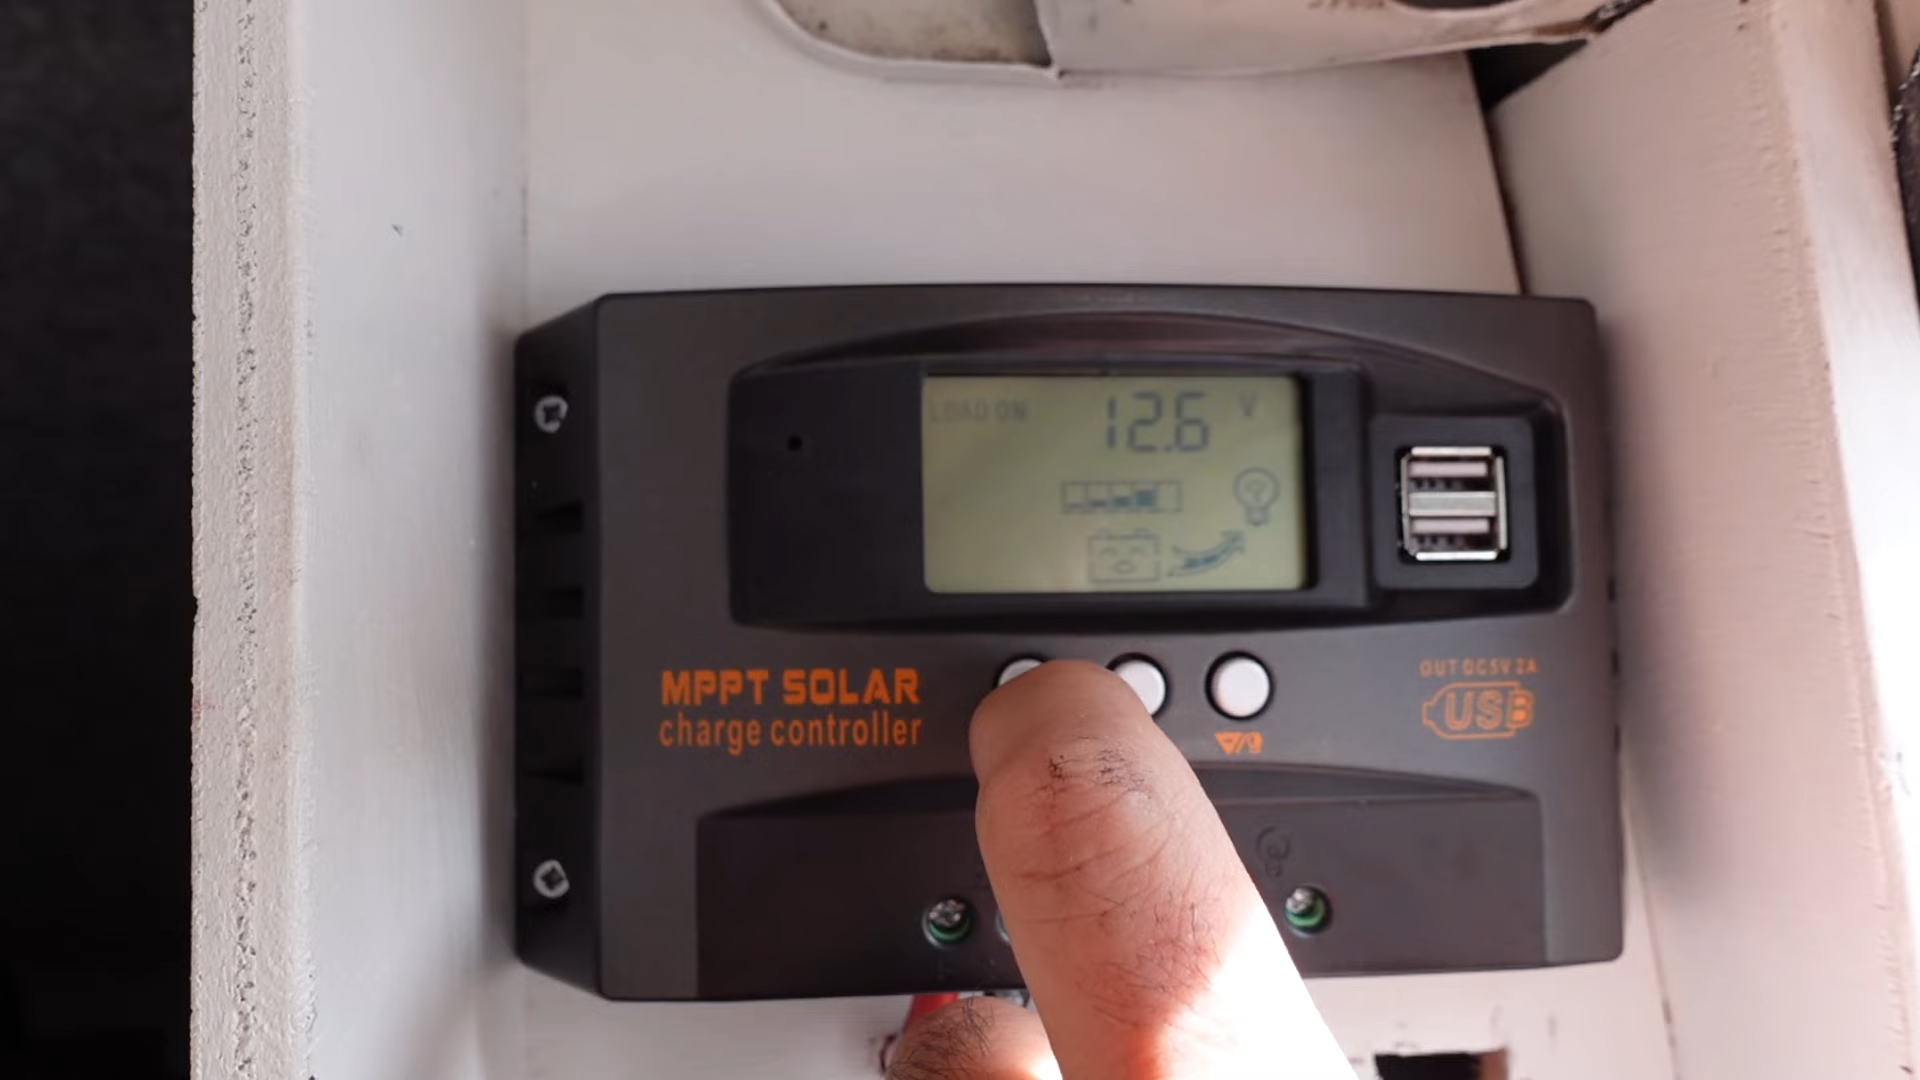 LOAD ON 12.6 V
MPPT SOLAR
charge controller
OUT DC5V 2A
USB